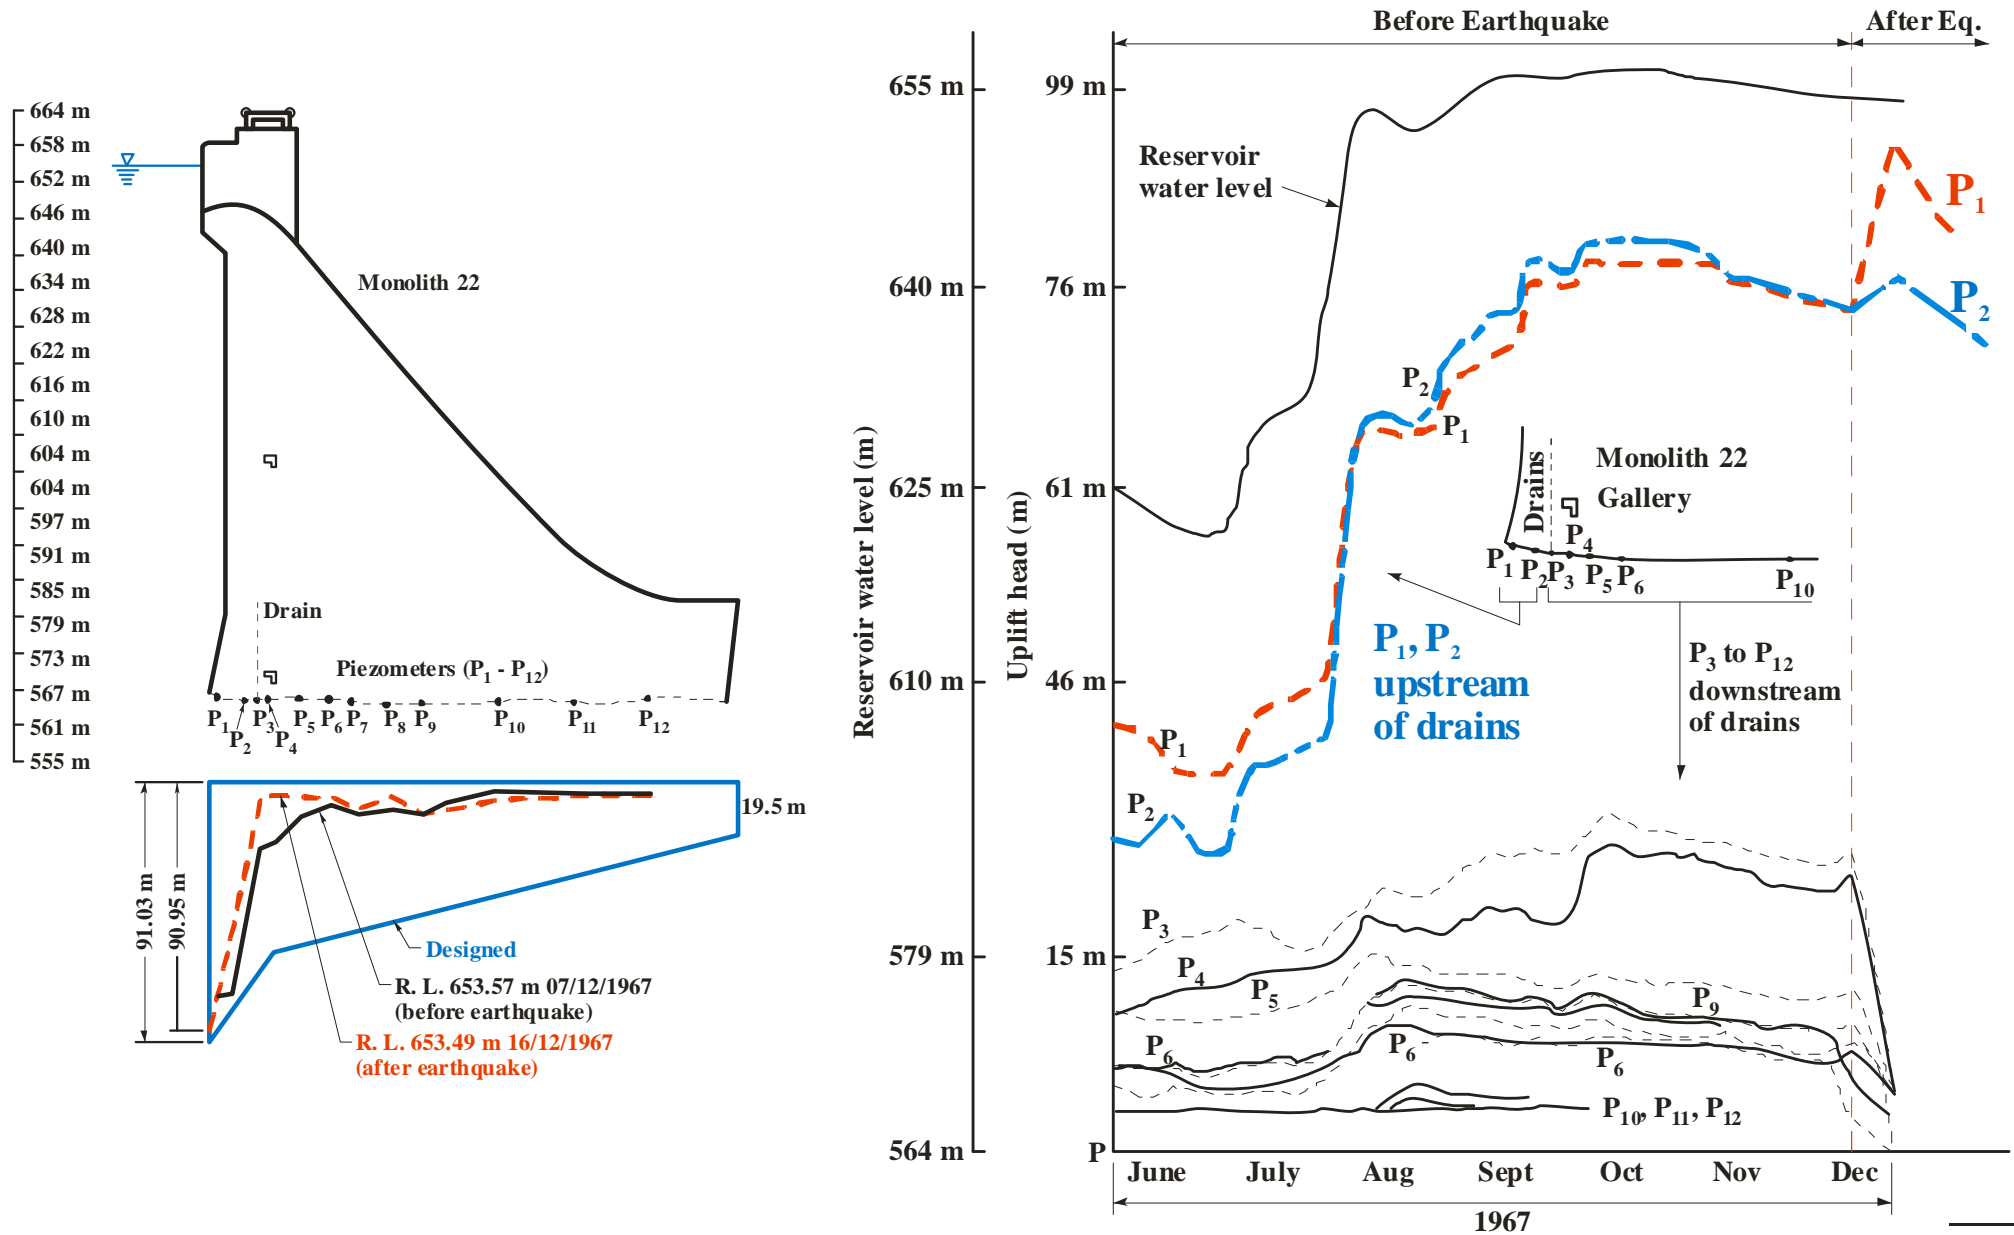 664 m
658 m
652 m
646 m
640 m
634 m
628 m
622 m
616 m
610 m
604 m
604 m
597 m
591 m
585 m
579 m
573 m
567 m
561 m
555 m
Monolith 22
Drain
Piezometers (P1 - P12)
P1
P2
P3
P4
P5
P6
P7
P8
P9
P10
P11
P12
91.03 m
90.95 m
19.5 m
Designed
R. L. 653.57 m 07/12/1967
(before earthquake)
R. L. 653.49 m 16/12/1967
(after earthquake)
Reservoir water level (m)
655 m
640 m
625 m
610 m
579 m
564 m
Uplift head (m)
99 m
76 m
61 m
46 m
15 m
P
Before Earthquake
After Eq.
Reservoir
water level
P1
P2
P2
P1
Drains
Monolith 22
Gallery
P4
P1
P2
P3
P5
P6
P10
P1, P2
upstream
of drains
P3 to P12
downstream
of drains
P1
P2
P3
P4
P5
P9
P6
P6
P6
P10, P11, P12
June
July
Aug
Sept
Oct
Nov
Dec
1967